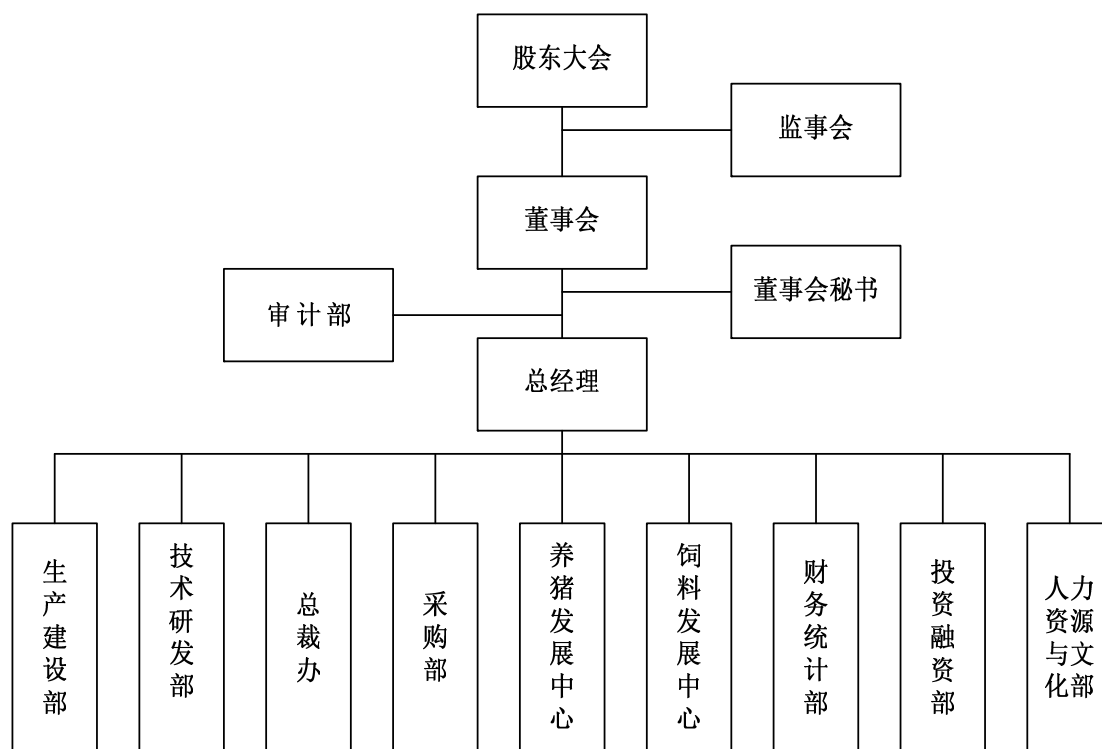 股东大会
监事会
董事会
董事会秘书
审计部
总经理
生产建设部
技术研发部
总裁办
采购部
养猪发展中心
饲料发展中心
财务统计部
投资融资部
人力
资源
与文
化部